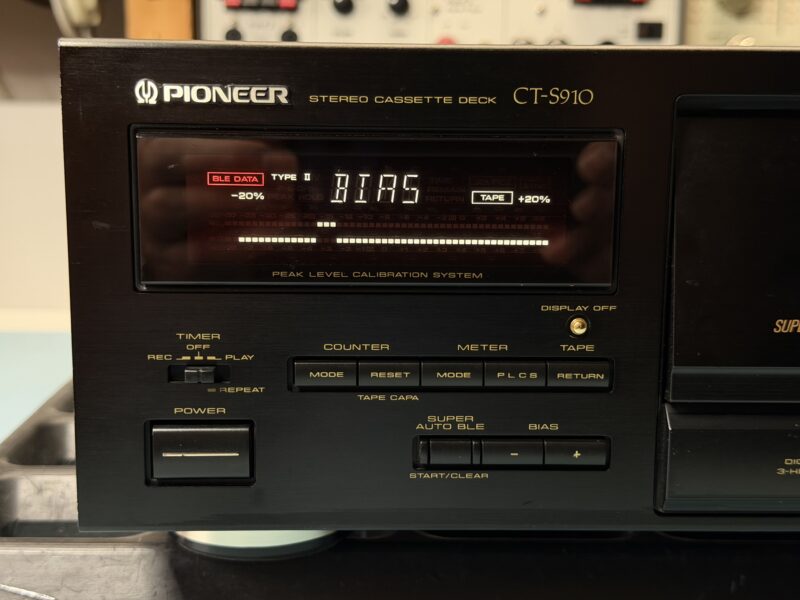 PIONEER STEREO CASSETTE DECK CT-S910
BLE DATA TYPE II BIAS
-20% TAPE +20%
PEAK LEVEL CALIBRATION SYSTEM
DISPLAY OFF
TIMER
OFF
REC PLAY
REPEAT
COUNTER METER TAPE
MODE RESET MODE PLCS RETURN
TAPE CAPA
POWER
SUPER
AUTO BLE BIAS
- +
START/CLEAR